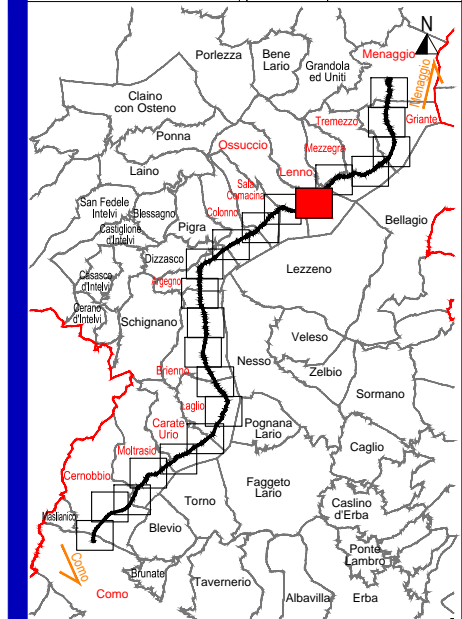 N
Porlezza
Bene
Lario
Grandola
ed Uniti
Menaggio
Menaggio
Claino
con Osteno
Tremezzo
Griante
Ponna
Ossuccio
Mezzegra
Laino
Lenno
Sala
Comacina
San Fedele
Intelvi
Blessagno
Colonno
Castiglione
d'Intelvi
Pigra
Bellagio
Dizzasco
Lezzeno
Casasco
d'Intelvi
Argegno
Cerano
d'Intelvi
Schignano
Veleso
Nesso
Zelbio
Brienno
Sormano
Laglio
Carate
Urio
Pognana
Lario
Caglio
Moltrasio
Cernobbio
Faggeto
Lario
Torno
Caslino
d'Erba
Maslianico
Blevio
Ponte
Lambro
Como
Brunate
Tavernerio
Como
Albavilla
Erba